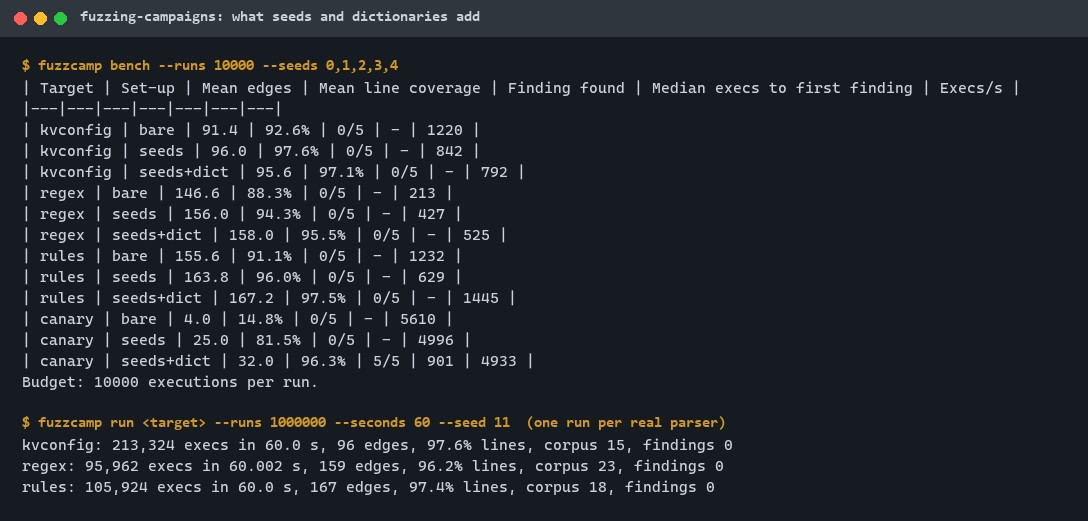 fuzzing-campaigns: what seeds and dictionaries add
$ fuzzcamp bench --runs 10000 --seeds 0,1,2,3,4
| Target | Set-up | Mean edges | Mean line coverage | Finding found | Median execs to first finding | Execs/s |
|---|---|---|---|---|---|---|
| kvconfig | bare | 91.4 | 92.6% | 0/5 | - | 1220 |
| kvconfig | seeds | 96.0 | 97.6% | 0/5 | - | 842 |
| kvconfig | seeds+dict | 95.6 | 97.1% | 0/5 | - | 792 |
| regex | bare | 146.6 | 88.3% | 0/5 | - | 213 |
| regex | seeds | 156.0 | 94.3% | 0/5 | - | 427 |
| regex | seeds+dict | 158.0 | 95.5% | 0/5 | - | 525 |
| rules | bare | 155.6 | 91.1% | 0/5 | - | 1232 |
| rules | seeds | 163.8 | 96.0% | 0/5 | - | 629 |
| rules | seeds+dict | 167.2 | 97.5% | 0/5 | - | 1445 |
| canary | bare | 4.0 | 14.8% | 0/5 | - | 5610 |
| canary | seeds | 25.0 | 81.5% | 0/5 | - | 4996 |
| canary | seeds+dict | 32.0 | 96.3% | 5/5 | 901 | 4933 |
Budget: 10000 executions per run.
$ fuzzcamp run <target> --runs 1000000 --seconds 60 --seed 11  (one run per real parser)
kvconfig: 213,324 execs in 60.0 s, 96 edges, 97.6% lines, corpus 15, findings 0
regex: 95,962 execs in 60.002 s, 159 edges, 96.2% lines, corpus 23, findings 0
rules: 105,924 execs in 60.0 s, 167 edges, 97.4% lines, corpus 18, findings 0